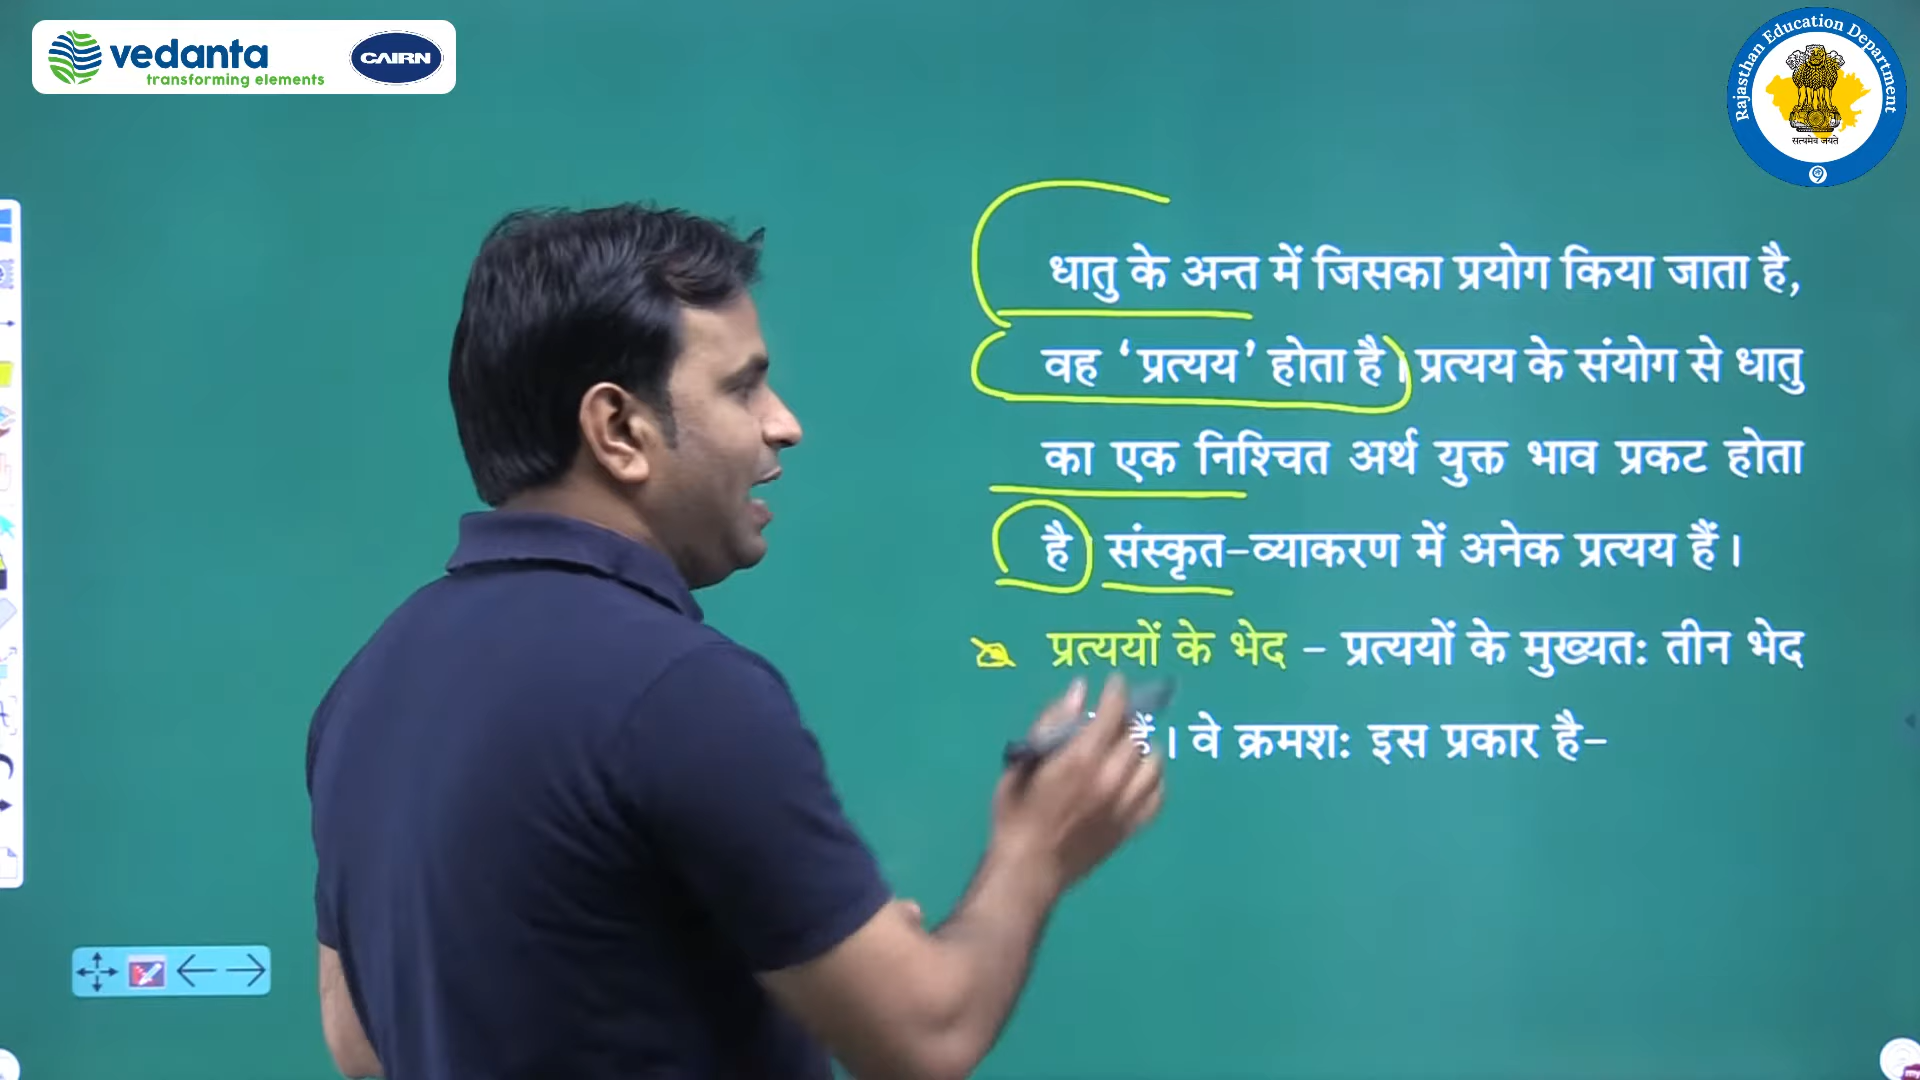 vedanta
transforming elements
CAIRN
Rajasthan Education Department
सत्यमेव जयते
धातु के अन्त में जिसका प्रयोग किया जाता है,
वह ‘प्रत्यय’ होता है। प्रत्यय के संयोग से धातु
का एक निश्चित अर्थ युक्त भाव प्रकट होता
है संस्कृत-व्याकरण में अनेक प्रत्यय हैं।
प्रत्ययों के भेद - प्रत्ययों के मुख्यत: तीन भेद
हैं। वे क्रमश: इस प्रकार है-